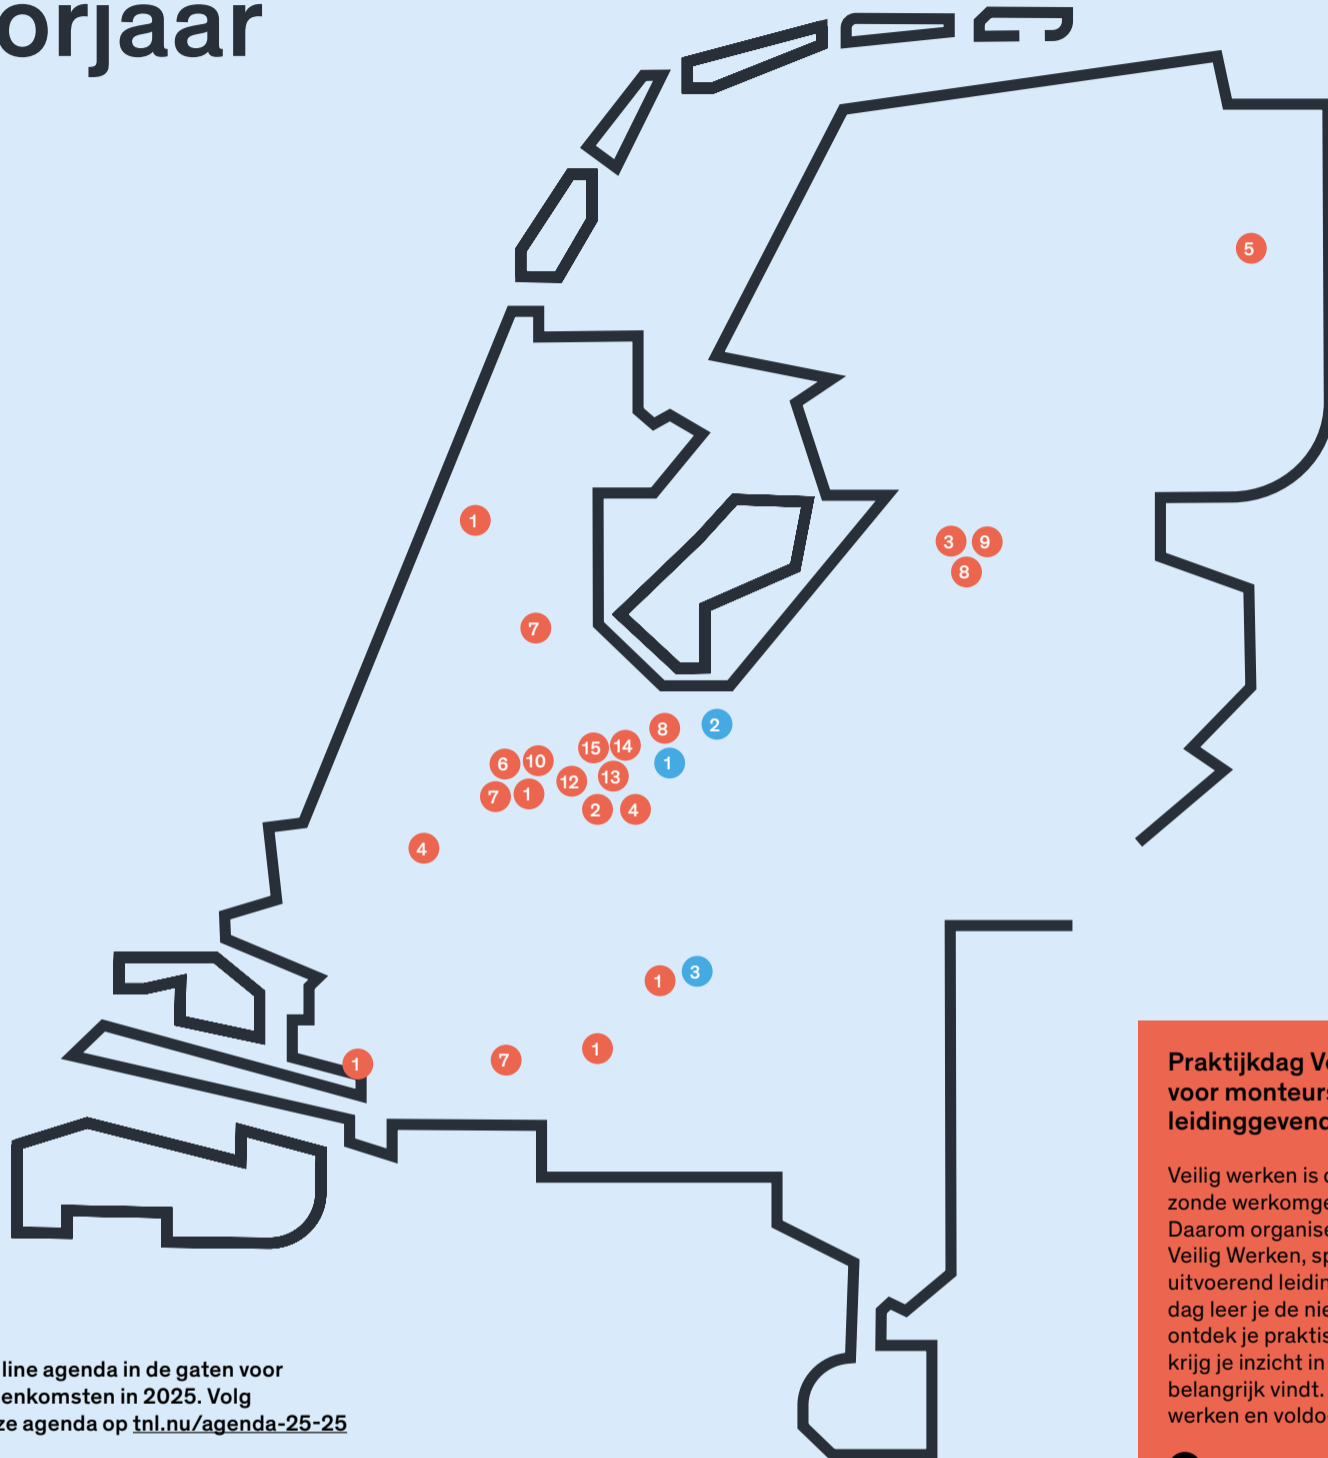 orjaar
5
1
3 9
8
7
8 2
15 14
6 10 1
12 13
7 1
2 4
4
1 3
1
7
1
line agenda in de gaten voor
enkomsten in 2025. Volg
ze agenda op tnl.nu/agenda-25-25
Praktijkdag V
voor monteurs
leidinggeven
Veilig werken is
zonde werkomge
Daarom organise
Veilig Werken, sp
uitvoerend leidin
dag leer je de nie
ontdek je praktis
krijg je inzicht in
belangrijk vindt.
werken en voldo